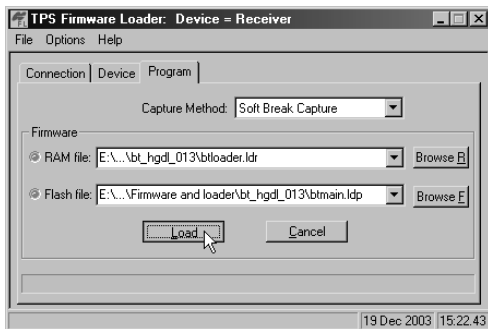 FL TPS Firmware Loader: Device = Receiver
File Options Help
Connection Device Program
Capture Method: Soft Break Capture
Firmware
RAM file: E:\...\bt_hgdl_013\btloader.ldr Browse R
Flash file: E:\...\Firmware and loader\bt_hgdl_013\btmain.ldp Browse F
Load Cancel
19 Dec 2003 15:22.43